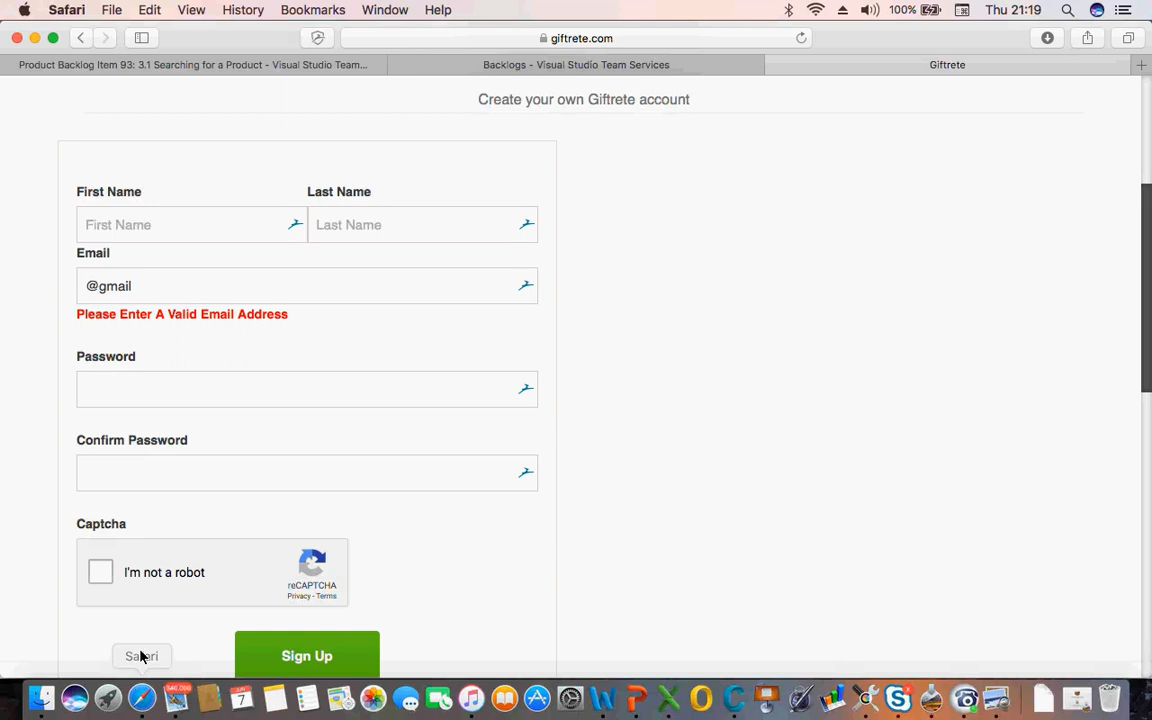 Safari File Edit View History Bookmarks Window Help 100% Thu 21:19
giftrete.com
Product Backlog Item 93: 3.1 Searching for a Product - Visual Studio Team... Backlogs - Visual Studio Team Services Giftrete
Create your own Giftrete account
First Name Last Name
First Name Last Name
Email
@gmail
Please Enter A Valid Email Address
Password
Confirm Password
Captcha
I'm not a robot
reCAPTCHA
Privacy - Terms
Safari Sign Up